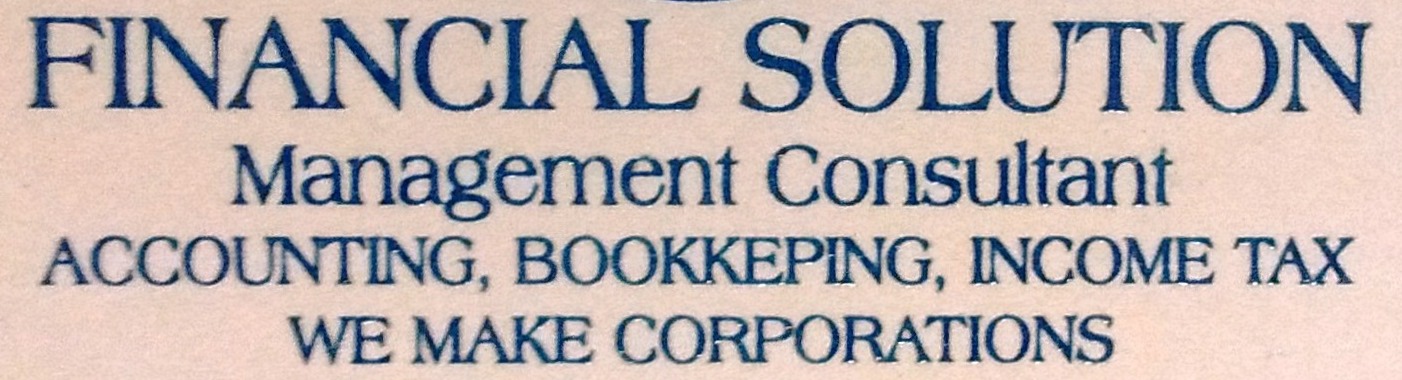 FINANCIAL SOLUTION
Management Consultant
ACCOUNTING, BOOKKEPING, INCOME TAX
WE MAKE CORPORATIONS